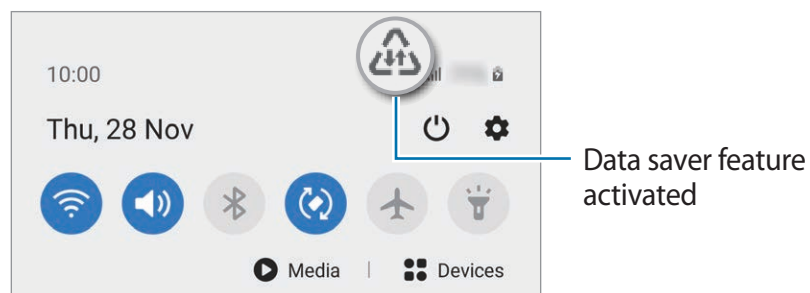 10:00
Thu, 28 Nov
Data saver feature
activated
Media
Devices